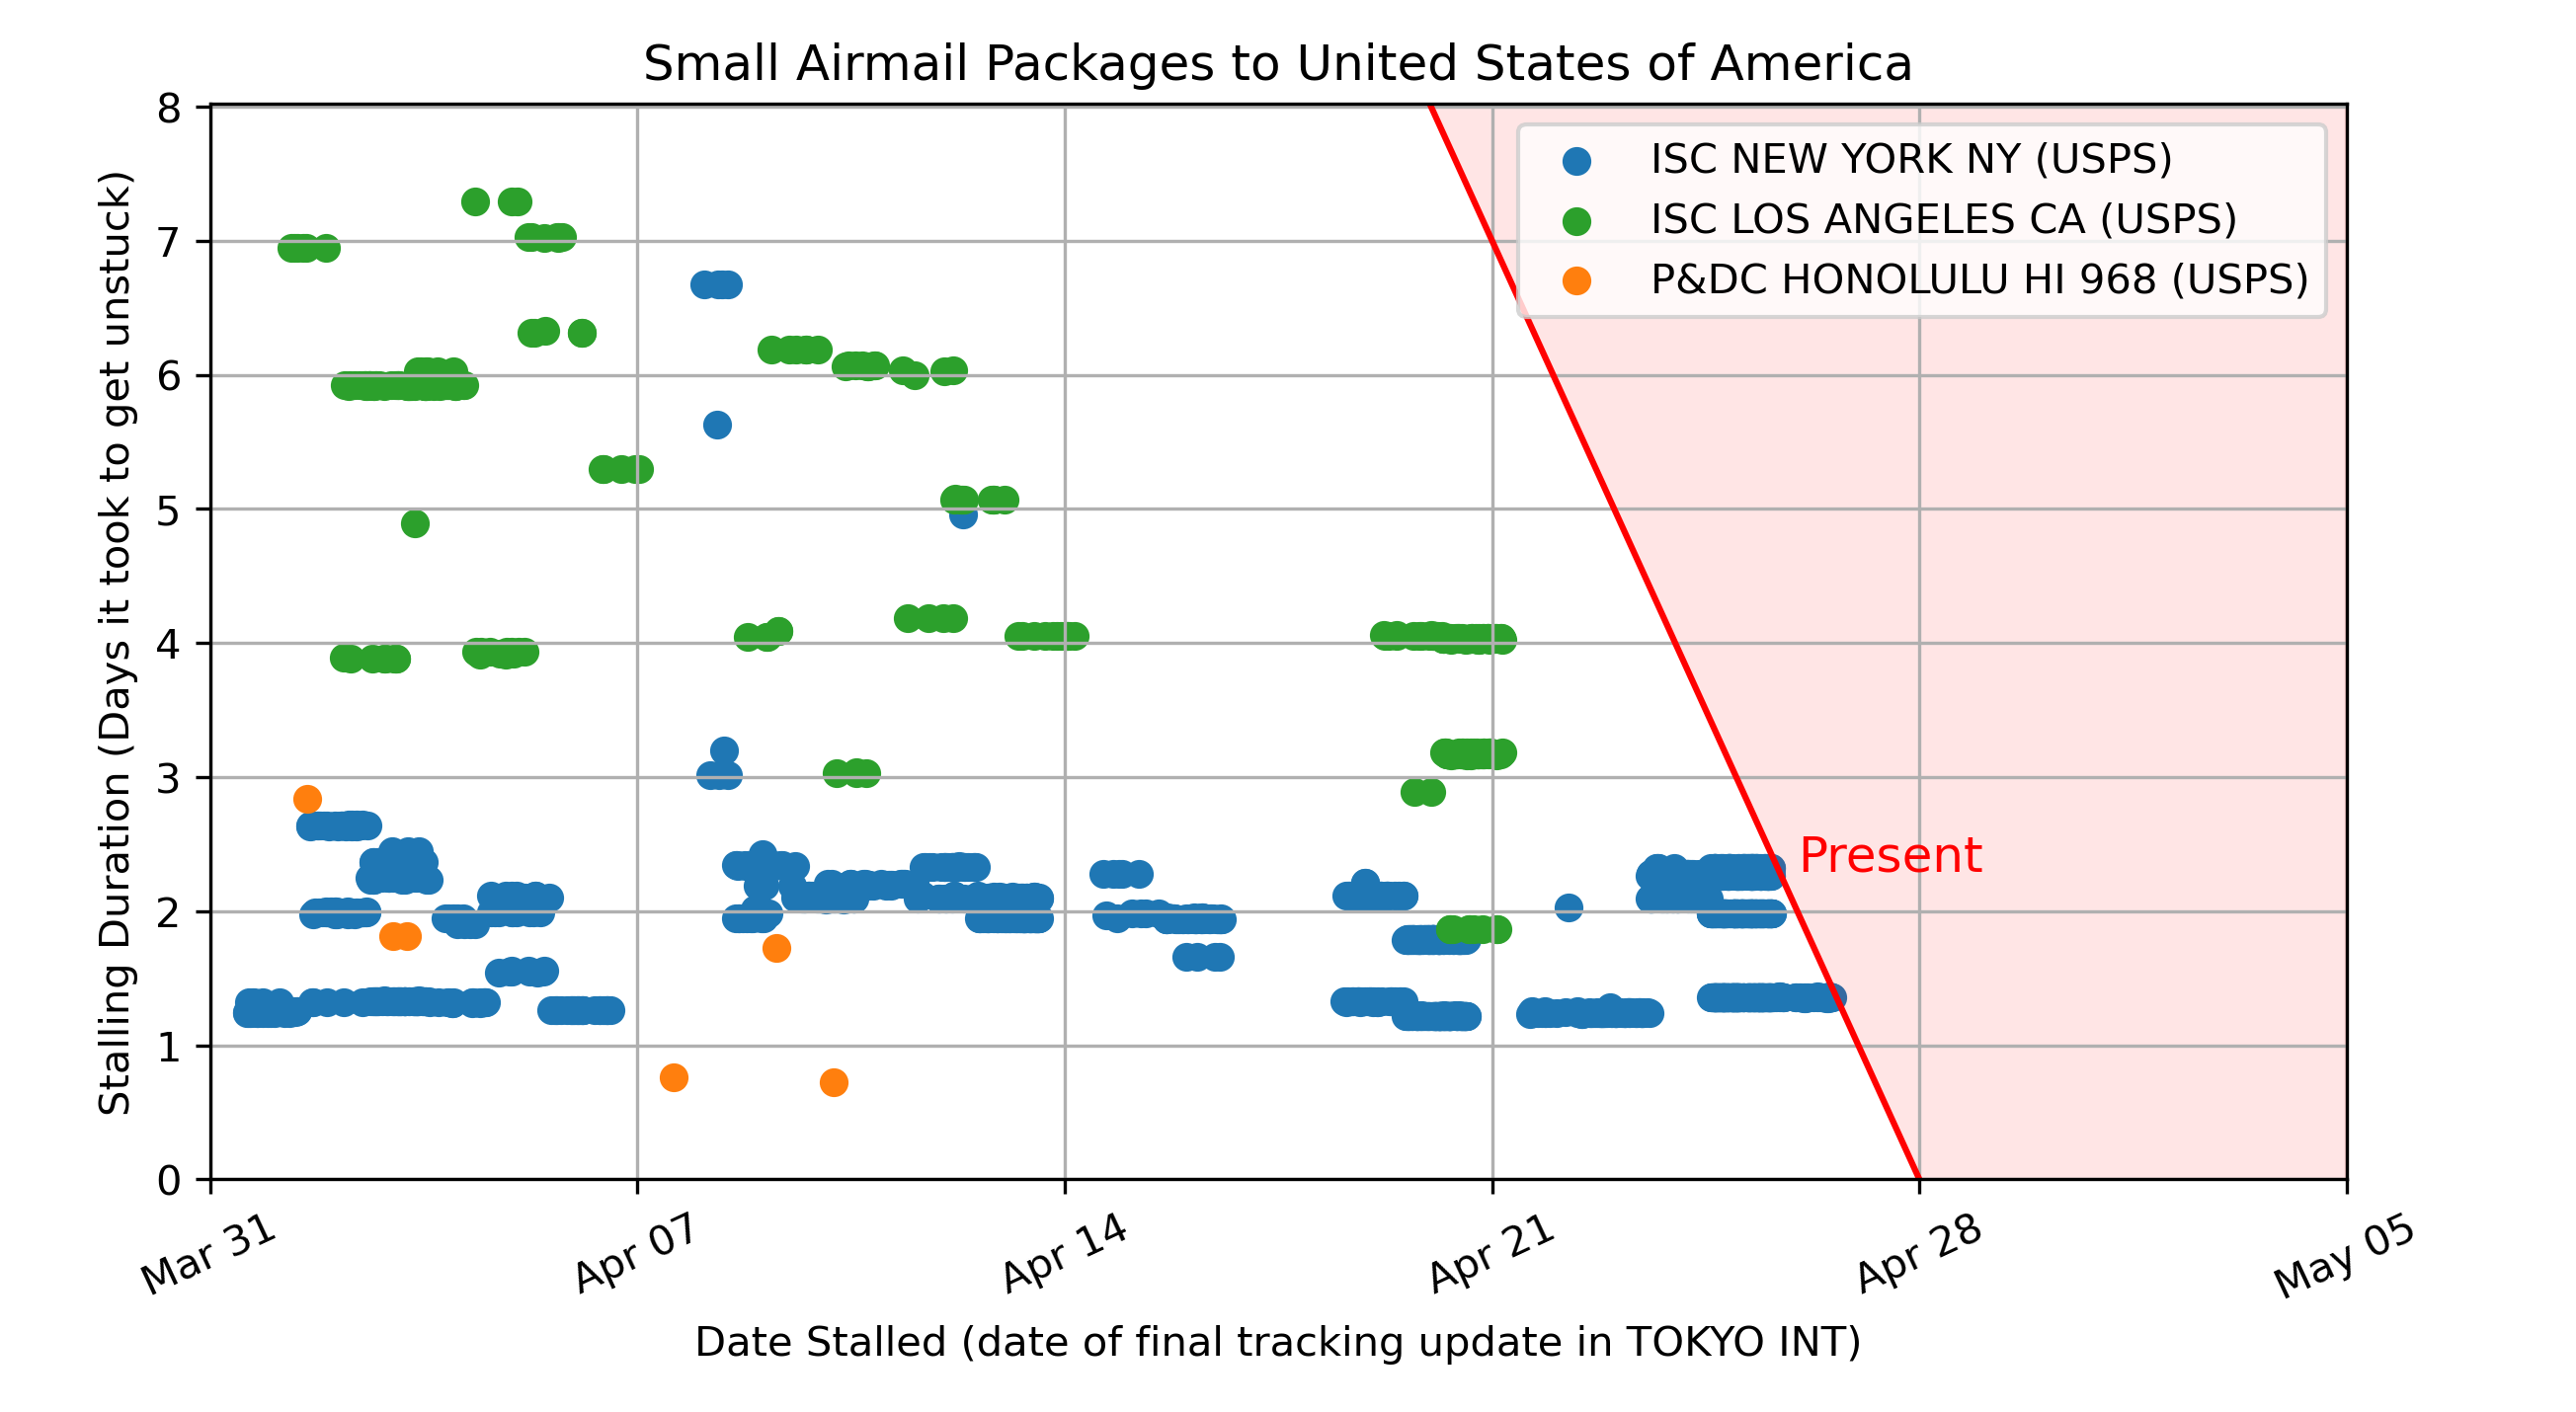 Small Airmail Packages to United States of America
Stalling Duration (Days it took to get unstuck)
8
7
6
5
4
3
2
1
0
ISC NEW YORK NY (USPS)
ISC LOS ANGELES CA (USPS)
P&DC HONOLULU HI 968 (USPS)
Present
Mar 31
Apr 07
Apr 14
Apr 21
Apr 28
May 05
Date Stalled (date of final tracking update in TOKYO INT)